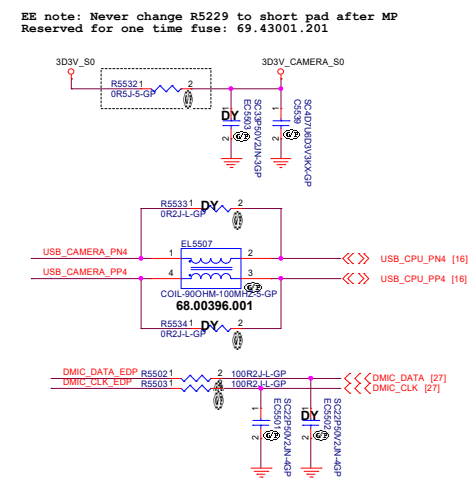 EE note: Never change R5229 to short pad after MP
Reserved for one time fuse: 69.43001.201
3D3V_S0
3D3V_CAMERA_S0
R5532
1
2
0R5J-5-GP
DY
1
2
EC5503
SC33P50V2JN-3GP
1
2
C5539
SC4D7U6D3V3KX-GP
R5533
1
DY
2
0R2J-L-GP
EL5507
USB_CAMERA_PN4
1
2
USB_CPU_PN4 [16]
USB_CAMERA_PP4
4
3
USB_CPU_PP4 [16]
COIL-90OHM-100MHZ-5-GP
68.00396.001
R5534
1
DY
2
0R2J-L-GP
DMIC_DATA_EDP
R5502
1
2
100R2J-L-GP
DMIC_DATA [27]
DMIC_CLK_EDP
R5503
1
100R2J-L-GP
DMIC_CLK [27]
1
2
EC5501
SC22P50V2JN-4GP
DY
1
2
EC5502
SC22P50V2JN-4GP